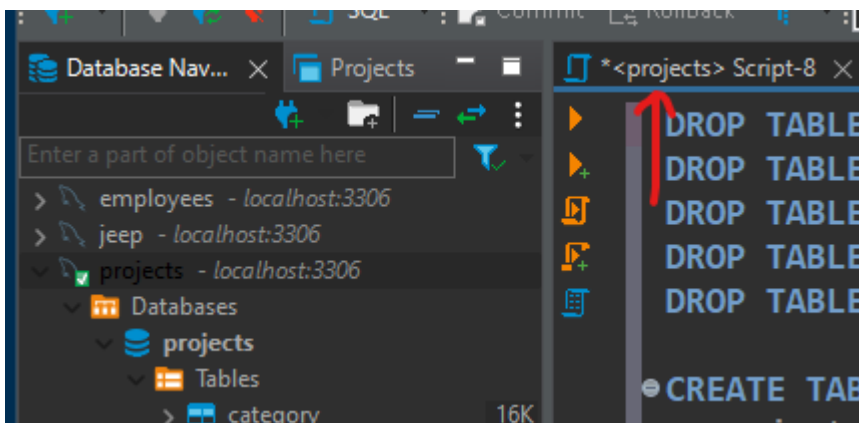 SQL Commit Rollback
Database Nav... Projects
*<projects> Script-8
Enter a part of object name here
employees - localhost:3306
jeep - localhost:3306
projects - localhost:3306
Databases
projects
Tables
category 16K
DROP TABLE
DROP TABLE
DROP TABLE
DROP TABLE
DROP TABLE
CREATE TAB